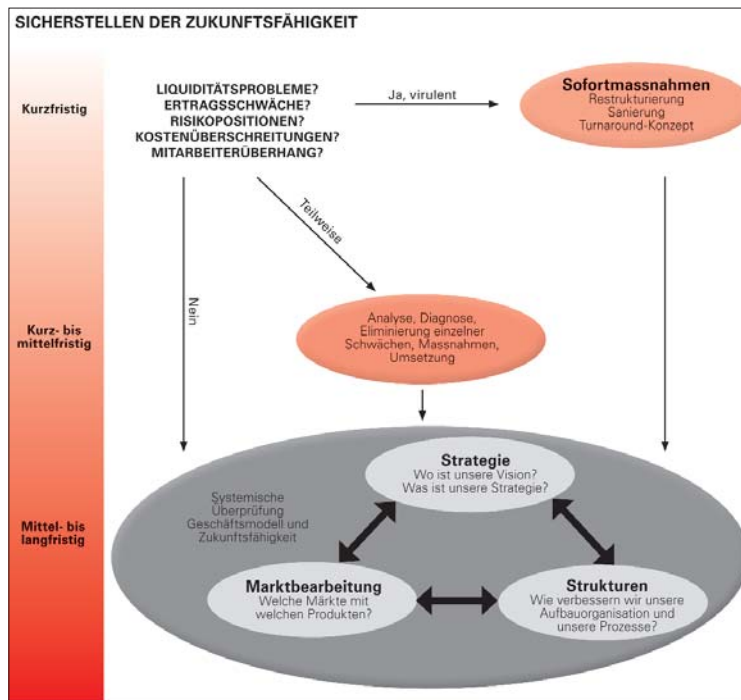 SICHERSTELLEN DER ZUKUNFTSFÄHIGKEIT
Kurzfristig
LIQUIDITÄTSPROBLEME?
ERTRAGSSCHWÄCHE?
RISIKOPOSITIONEN?
KOSTENÜBERSCHREITUNGEN?
MITARBEITERÜBERHANG?
Ja, virulent
Sofortmassnahmen
Restrukturierung
Sanierung
Turnaround-Konzept
Teilweise
Nein
Kurz- bis
mittelfristig
Analyse, Diagnose,
Eliminierung einzelner
Schwächen, Massnahmen,
Umsetzung
Mittel- bis
langfristig
Systemische
Überprüfung
Geschäftsmodell und
Zukunftsfähigkeit
Strategie
Wo ist unsere Vision?
Was ist unsere Strategie?
Marktbearbeitung
Welche Märkte mit
welchen Produkten?
Strukturen
Wie verbessern wir unsere
Aufbauorganisation und
unsere Prozesse?